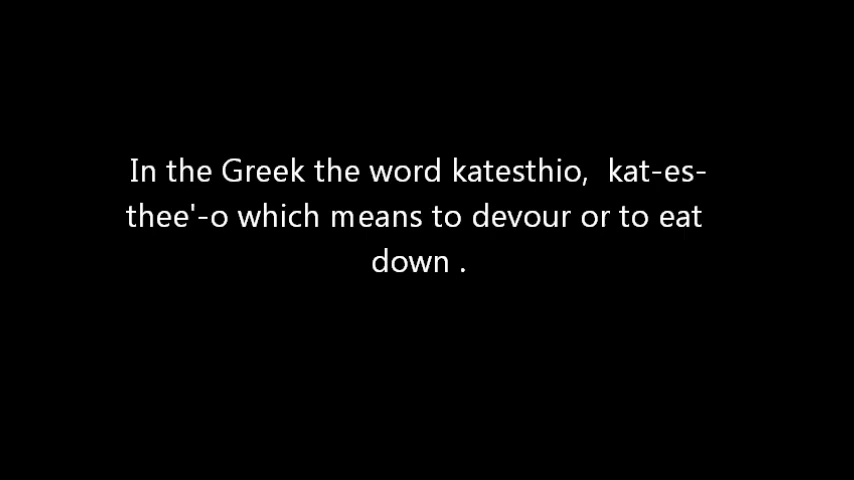 In the Greek the word katesthio,  kat-es-
thee'-o which means to devour or to eat
down .